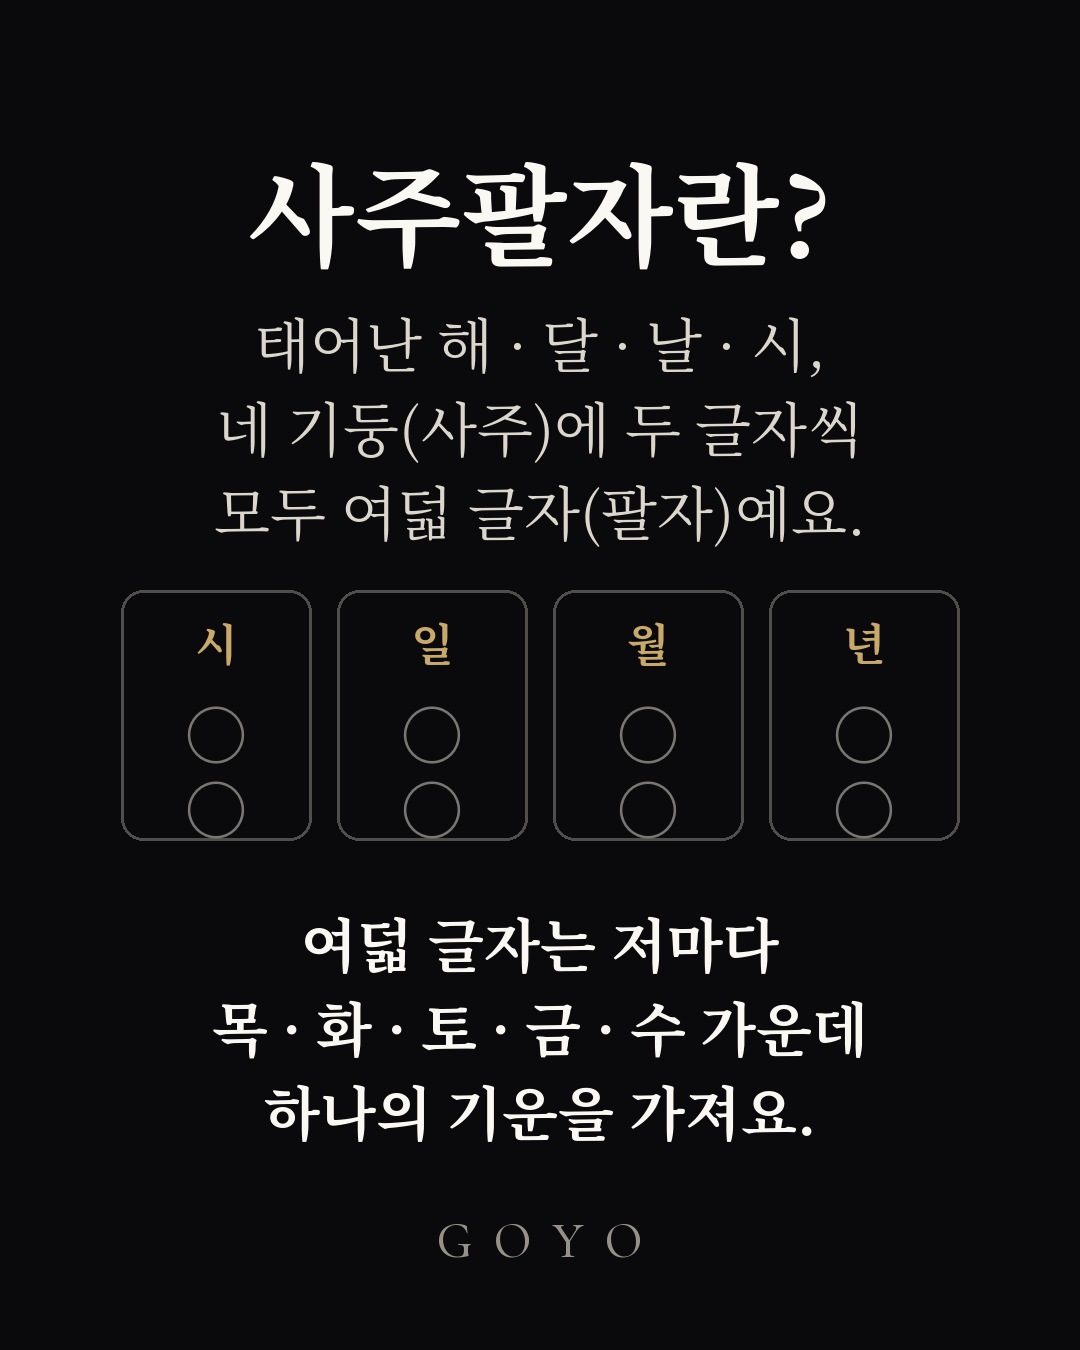 사주팔자란?
태어난 해 · 달 · 날 · 시,
네 기둥(사주)에 두 글자씩
모두 여덟 글자(팔자)예요.
시 일 월 년
여덟 글자는 저마다
목 · 화 · 토 · 금 · 수 가운데
하나의 기운을 가져요.
GOYO